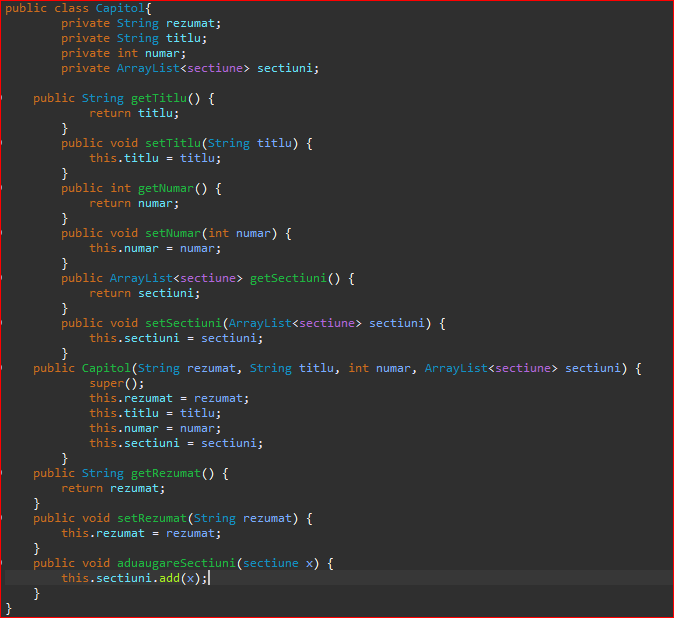 public class Capitol{
        private String rezumat;
        private String titlu;
        private int numar;
        private ArrayList<sectiune> sectiuni;

    public String getTitlu() {
            return titlu;
        }
        public void setTitlu(String titlu) {
            this.titlu = titlu;
        }
        public int getNumar() {
            return numar;
        }
        public void setNumar(int numar) {
            this.numar = numar;
        }
        public ArrayList<sectiune> getSectiuni() {
            return sectiuni;
        }
        public void setSectiuni(ArrayList<sectiune> sectiuni) {
            this.sectiuni = sectiuni;
        }
    public Capitol(String rezumat, String titlu, int numar, ArrayList<sectiune> sectiuni) {
            super();
            this.rezumat = rezumat;
            this.titlu = titlu;
            this.numar = numar;
            this.sectiuni = sectiuni;
        }
    public String getRezumat() {
        return rezumat;
    }
    public void setRezumat(String rezumat) {
        this.rezumat = rezumat;
    }
    public void aduaugareSectiuni(sectiune x) {
        this.sectiuni.add(x);
    }
}